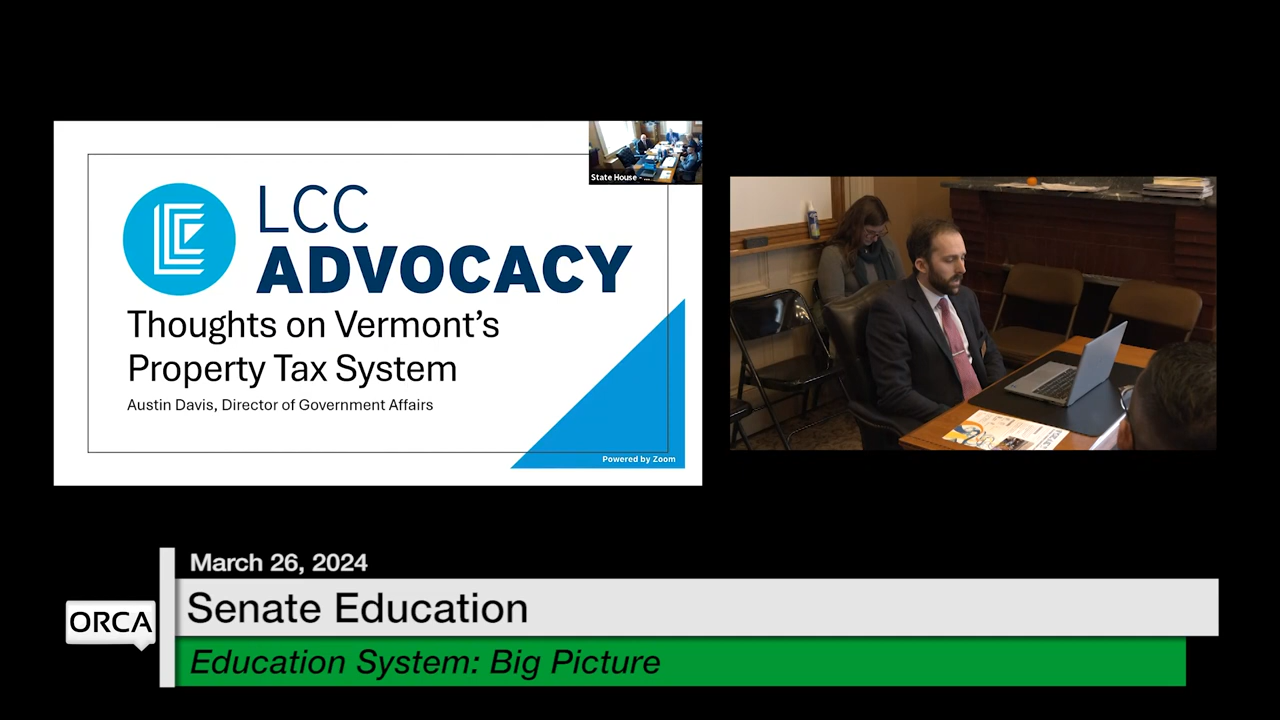 State House - ...
LCC
ADVOCACY
Thoughts on Vermont's
Property Tax System
Austin Davis, Director of Government Affairs
Powered by Zoom
March 26, 2024
ORCA
Senate Education
Education System: Big Picture